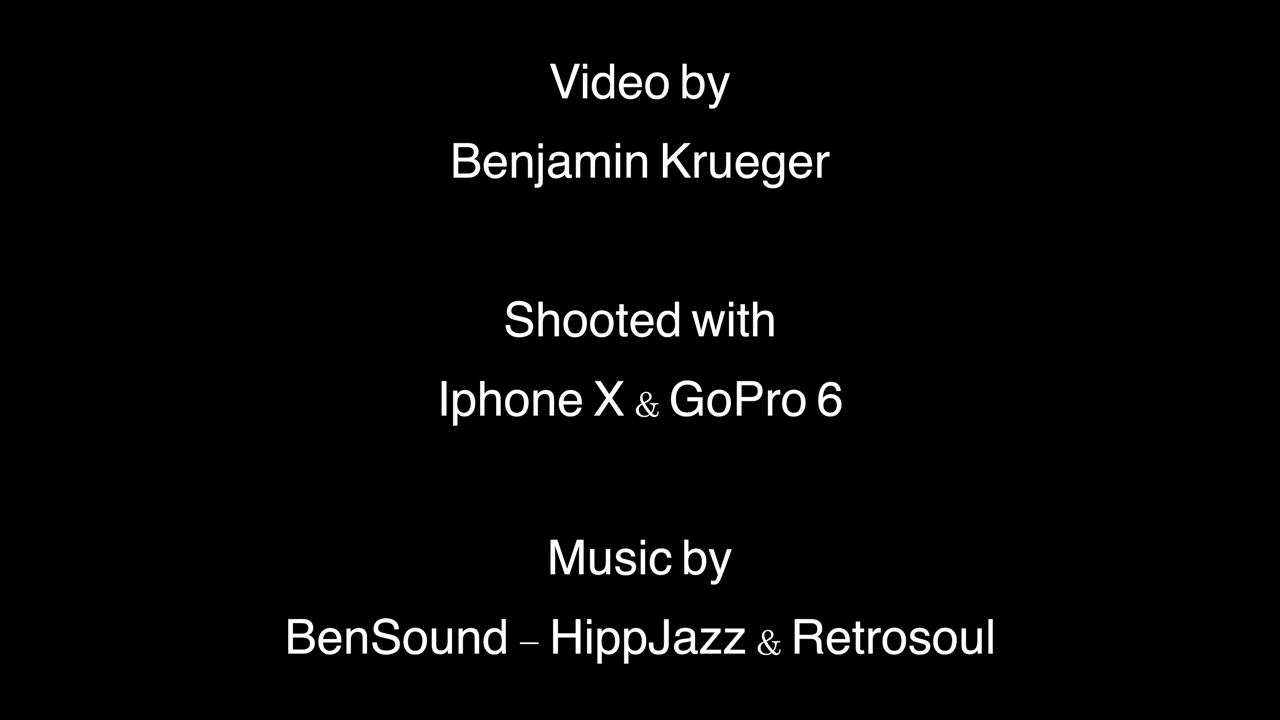 Video by
Benjamin Krueger
Shooted with
Iphone X & GoPro 6
Music by
BenSound – HippJazz & Retrosoul